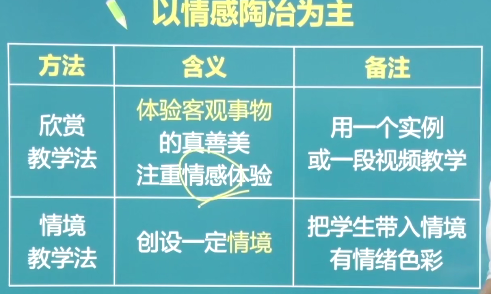 以情感陶冶为主
方法
含义
备注
欣赏
教学法
体验客观事物
的真善美
注重情感体验
用一个实例
或一段视频教学
情境
教学法
创设一定情境
把学生带入情境
有情绪色彩